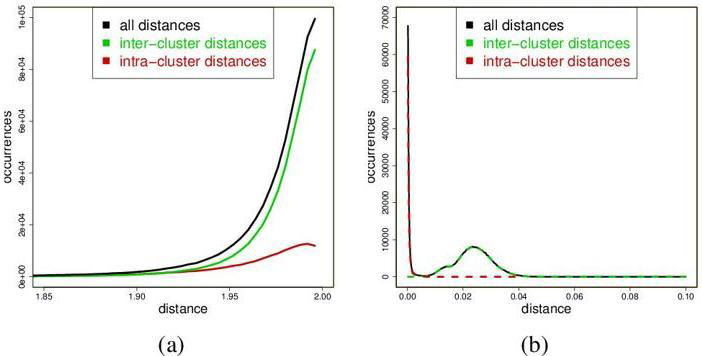 all distances
inter−cluster distances
intra−cluster distances
occurrences
1e+05
8e+04
6e+04
4e+04
2e+04
0e+00
1.85 1.90 1.95 2.00
distance
(a)
all distances
inter−cluster distances
intra−cluster distances
occurrences
70000
60000
50000
40000
30000
20000
10000
0
0.00 0.02 0.04 0.06 0.08 0.10
distance
(b)